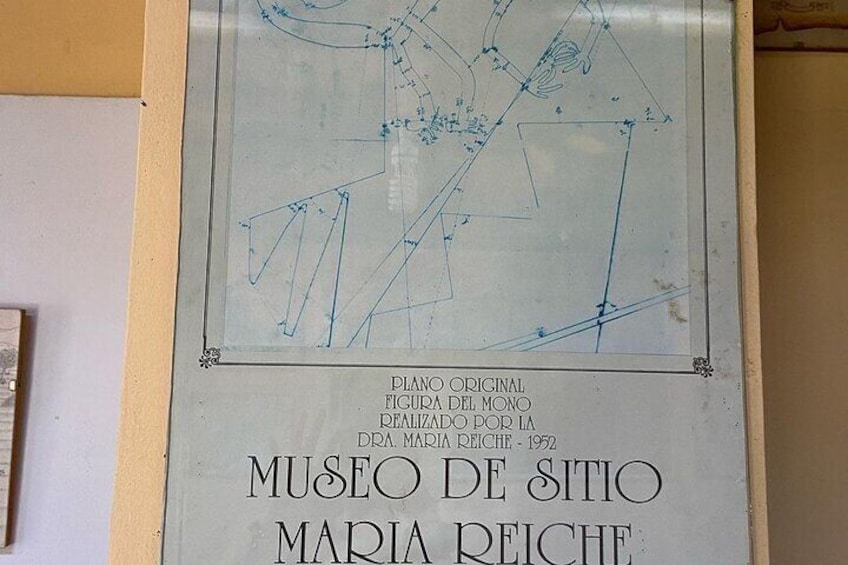 PLANO ORIGINAL
FIGURA DEL MONO
REALIZADO POR LA
DRA. MARIA REICHE - 1952
MUSEO DE SITIO
MARIA REICHE